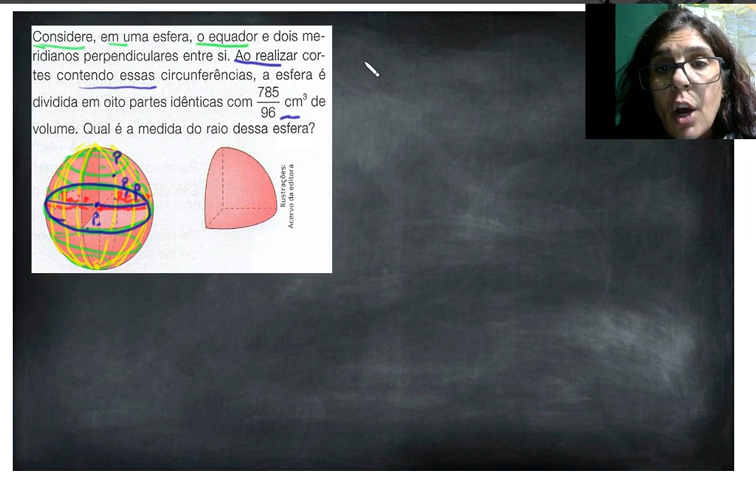 Considere, em uma esfera, o equador e dois me-
ridianos perpendiculares entre si. Ao realizar cor-
tes contendo essas circunferências, a esfera é
dividida em oito partes idênticas com 785/96 cm³ de
volume. Qual é a medida do raio dessa esfera?
Ilustrações:
Acervo da editora